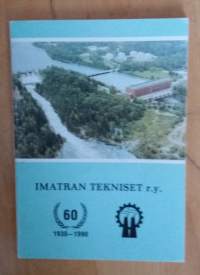 IMATRAN TEKNISET r.y.
60
1930-1990